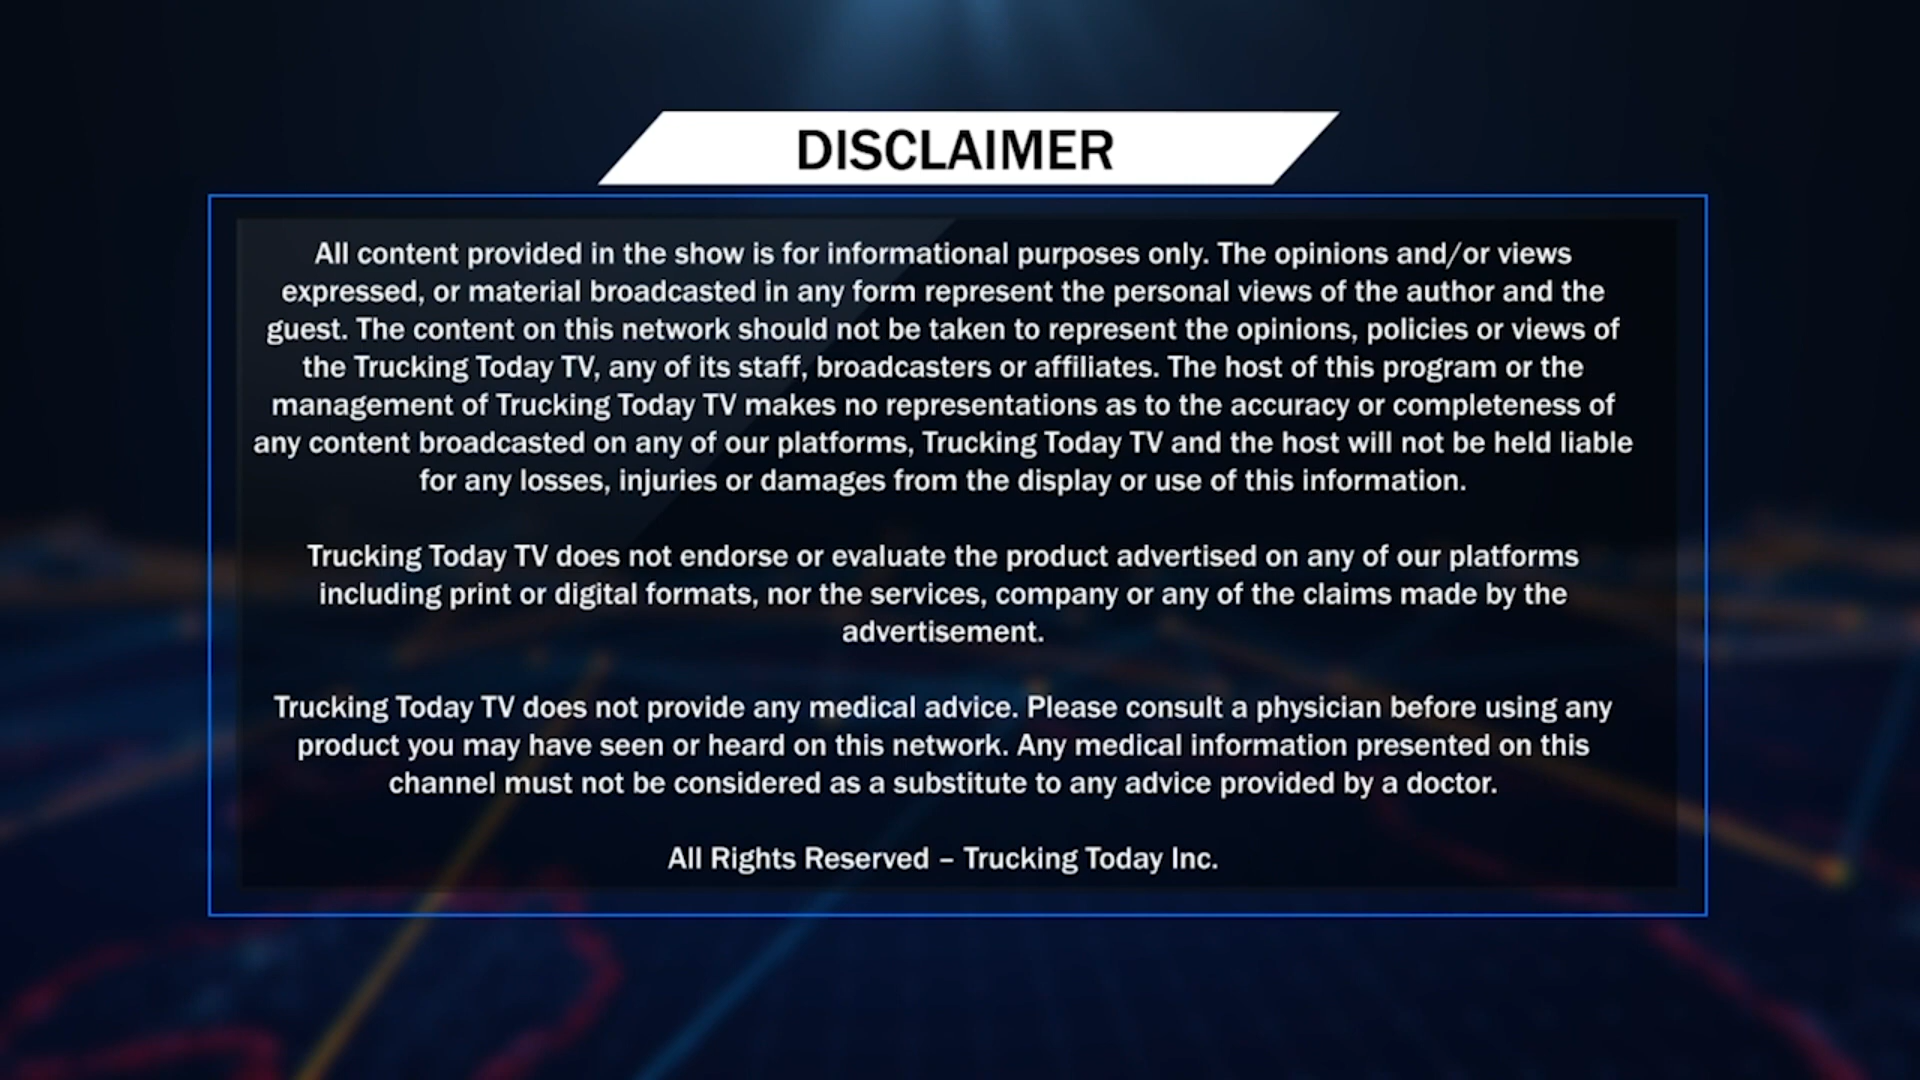 DISCLAIMER
All content provided in the show is for informational purposes only. The opinions and/or views
expressed, or material broadcasted in any form represent the personal views of the author and the
guest. The content on this network should not be taken to represent the opinions, policies or views of
the Trucking Today TV, any of its staff, broadcasters or affiliates. The host of this program or the
management of Trucking Today TV makes no representations as to the accuracy or completeness of
any content broadcasted on any of our platforms, Trucking Today TV and the host will not be held liable
for any losses, injuries or damages from the display or use of this information.
Trucking Today TV does not endorse or evaluate the product advertised on any of our platforms
including print or digital formats, nor the services, company or any of the claims made by the
advertisement.
Trucking Today TV does not provide any medical advice. Please consult a physician before using any
product you may have seen or heard on this network. Any medical information presented on this
channel must not be considered as a substitute to any advice provided by a doctor.
All Rights Reserved – Trucking Today Inc.